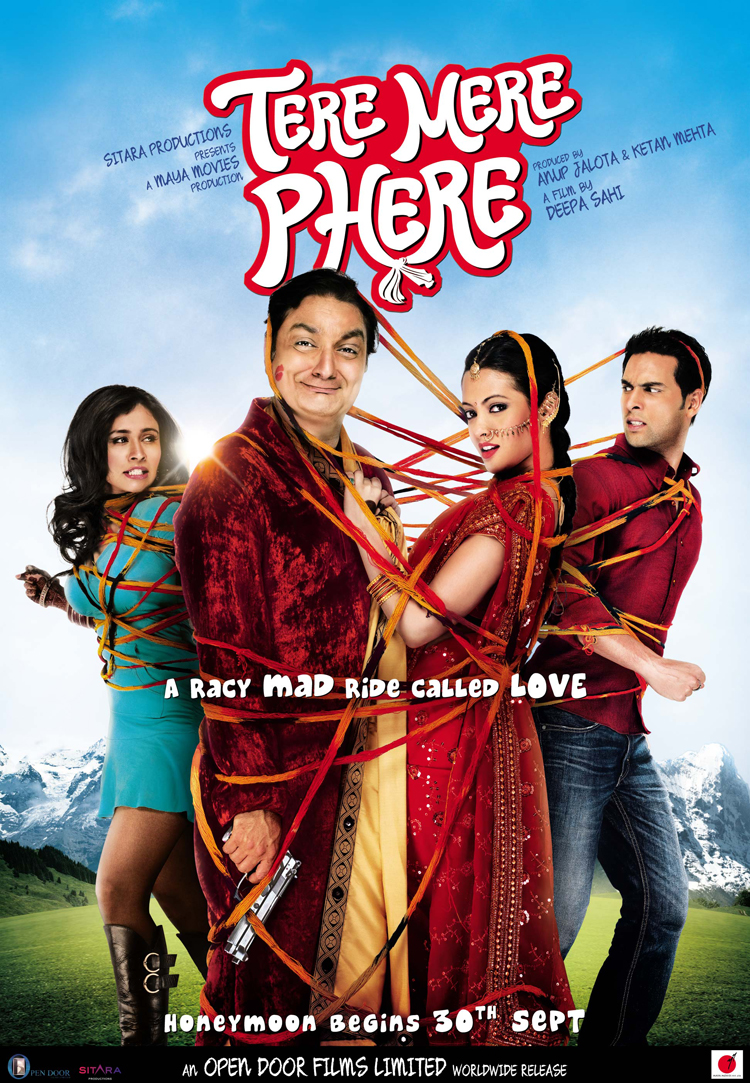 TERE MERE
PHERE
SITARA PRODUCTIONS
PRESENTS
A MAYA MOVIES
PRODUCTION
PRODUCED BY
ANUP JALOTA & KETAN MEHTA
A FILM BY
DEEPA SAHI
A RACY MAD RIDE CALLED LOVE
HONEYMOON BEGINS 30TH SEPT
OPEN DOOR
SITARA
PRODUCTIONS
AN OPEN DOOR FILMS LIMITED WORLDWIDE RELEASE